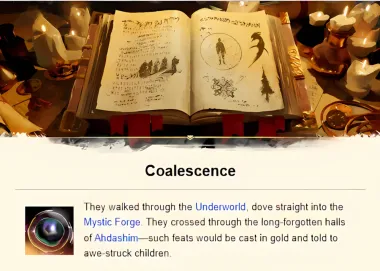 Coalescence
They walked through the Underworld, dove straight into the
Mystic Forge. They crossed through the long-forgotten halls
of Ahdashim—such feats would be cast in gold and told to
awe-struck children.